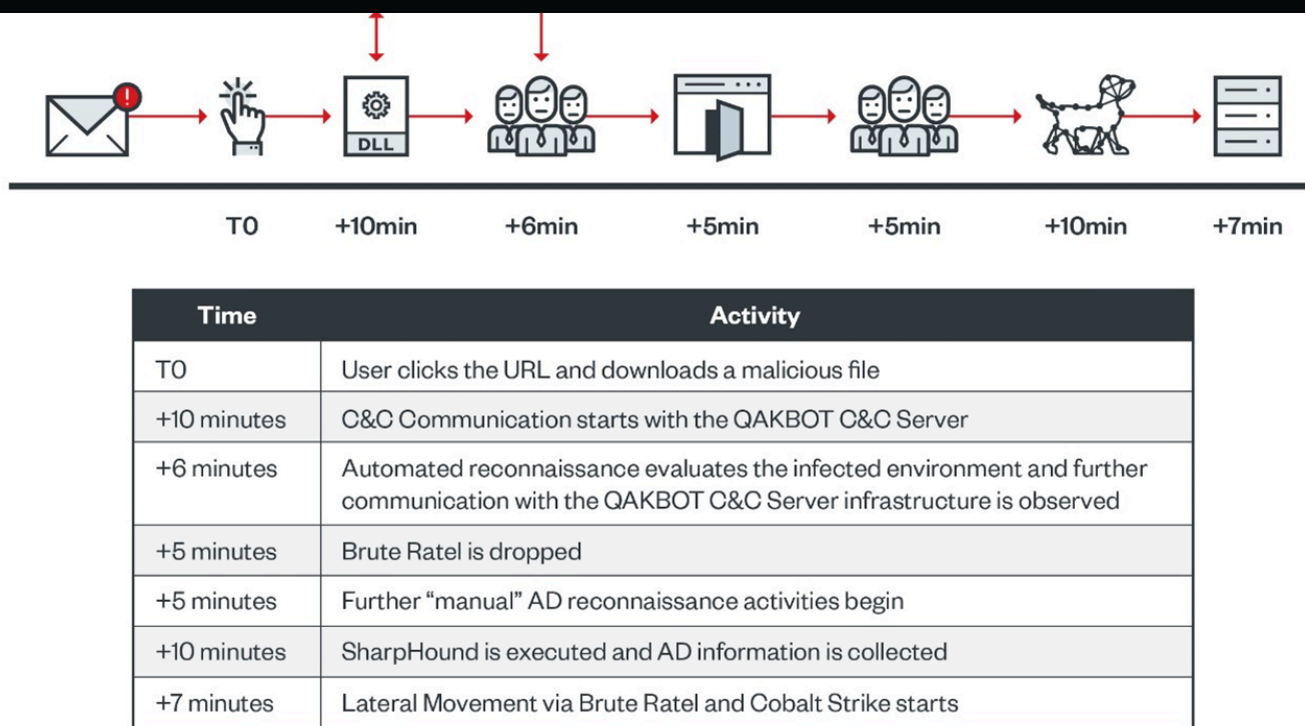 !
DLL
T0 +10min +6min +5min +5min +10min +7min
Time Activity
T0 User clicks the URL and downloads a malicious file
+10 minutes C&C Communication starts with the QAKBOT C&C Server
+6 minutes Automated reconnaissance evaluates the infected environment and further
communication with the QAKBOT C&C Server infrastructure is observed
+5 minutes Brute Ratel is dropped
+5 minutes Further “manual” AD reconnaissance activities begin
+10 minutes SharpHound is executed and AD information is collected
+7 minutes Lateral Movement via Brute Ratel and Cobalt Strike starts